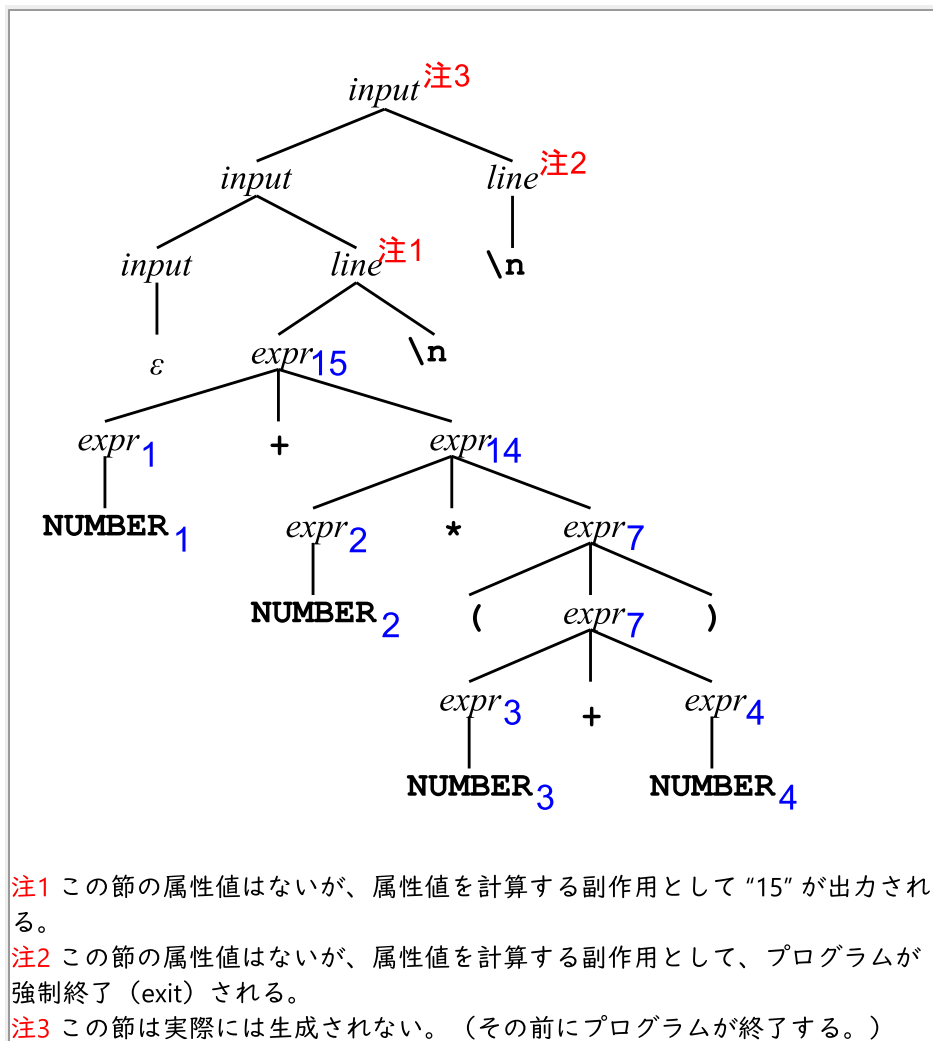 input注3
input line注2
input line注1 \n
ε expr15 \n
expr1 + expr14
NUMBER1 expr2 * expr7
NUMBER2 ( expr7 )
expr3 + expr4
NUMBER3 NUMBER4
注1 この節の属性値はないが、属性値を計算する副作用として “15” が出力され
る。
注2 この節の属性値はないが、属性値を計算する副作用として、プログラムが
強制終了（exit）される。
注3 この節は実際には生成されない。（その前にプログラムが終了する。）